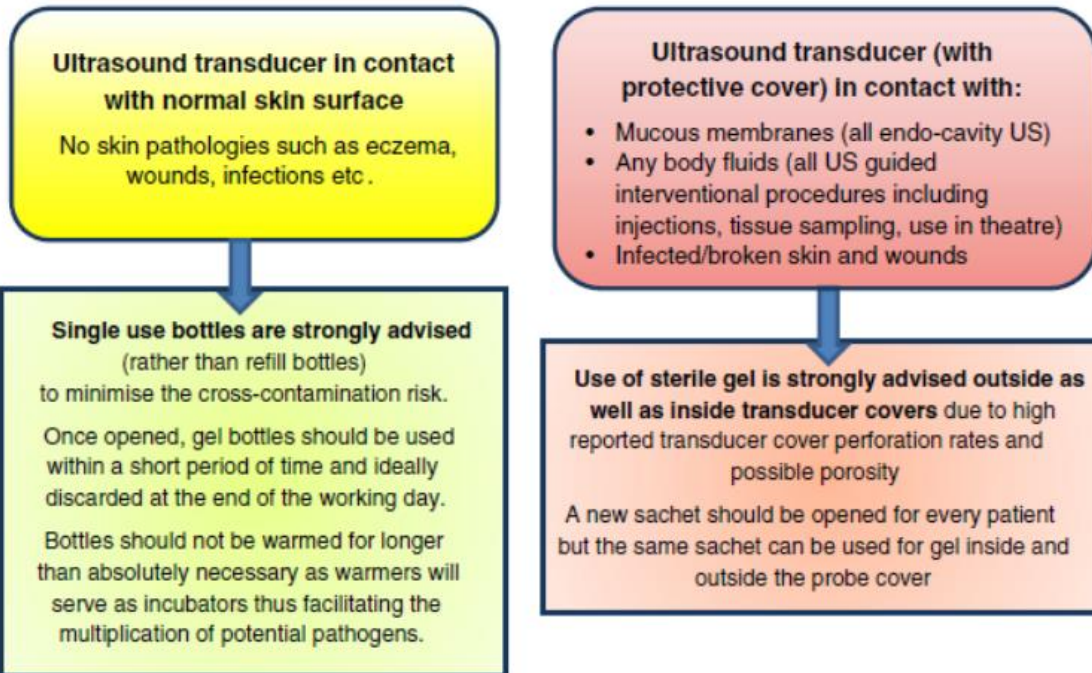 Ultrasound transducer in contact
with normal skin surface
No skin pathologies such as eczema,
wounds, infections etc .
Single use bottles are strongly advised
(rather than refill bottles)
to minimise the cross-contamination risk.
Once opened, gel bottles should be used
within a short period of time and ideally
discarded at the end of the working day.
Bottles should not be warmed for longer
than absolutely necessary as warmers will
serve as incubators thus facilitating the
multiplication of potential pathogens.
Ultrasound transducer (with
protective cover) in contact with:
• Mucous membranes (all endo-cavity US)
• Any body fluids (all US guided
interventional procedures including
injections, tissue sampling, use in theatre)
• Infected/broken skin and wounds
Use of sterile gel is strongly advised outside as
well as inside transducer covers due to high
reported transducer cover perforation rates and
possible porosity
A new sachet should be opened for every patient
but the same sachet can be used for gel inside and
outside the probe cover